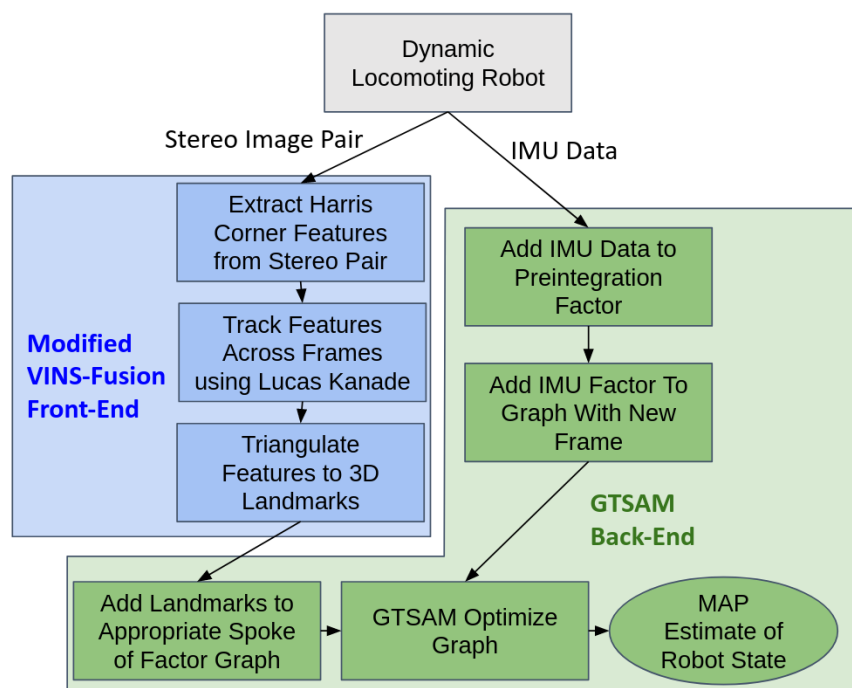 Dynamic
Locomoting Robot
Stereo Image Pair
IMU Data
Extract Harris
Corner Features
from Stereo Pair
Track Features
Across Frames
using Lucas Kanade
Triangulate
Features to 3D
Landmarks
Modified
VINS-Fusion
Front-End
Add IMU Data to
Preintegration
Factor
Add IMU Factor To
Graph With New
Frame
GTSAM
Back-End
Add Landmarks to
Appropriate Spoke
of Factor Graph
GTSAM Optimize
Graph
MAP
Estimate of
Robot State